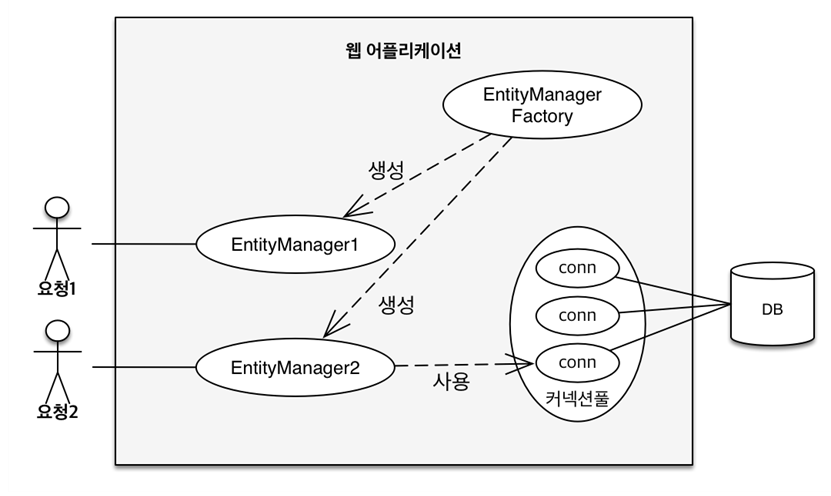 웹 어플리케이션
EntityManager
Factory
생성
EntityManager1
요청1
conn
conn
conn
커넥션풀
DB
생성
EntityManager2
사용
요청2